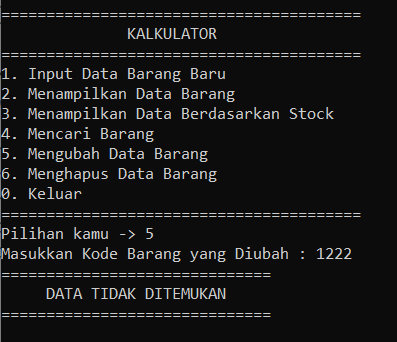 ========================================
KALKULATOR
========================================
1. Input Data Barang Baru
2. Menampilkan Data Barang
3. Menampilkan Data Berdasarkan Stock
4. Mencari Barang
5. Mengubah Data Barang
6. Menghapus Data Barang
0. Keluar
========================================
Pilihan kamu -> 5
Masukkan Kode Barang yang Diubah : 1222
==============================
DATA TIDAK DITEMUKAN
==============================